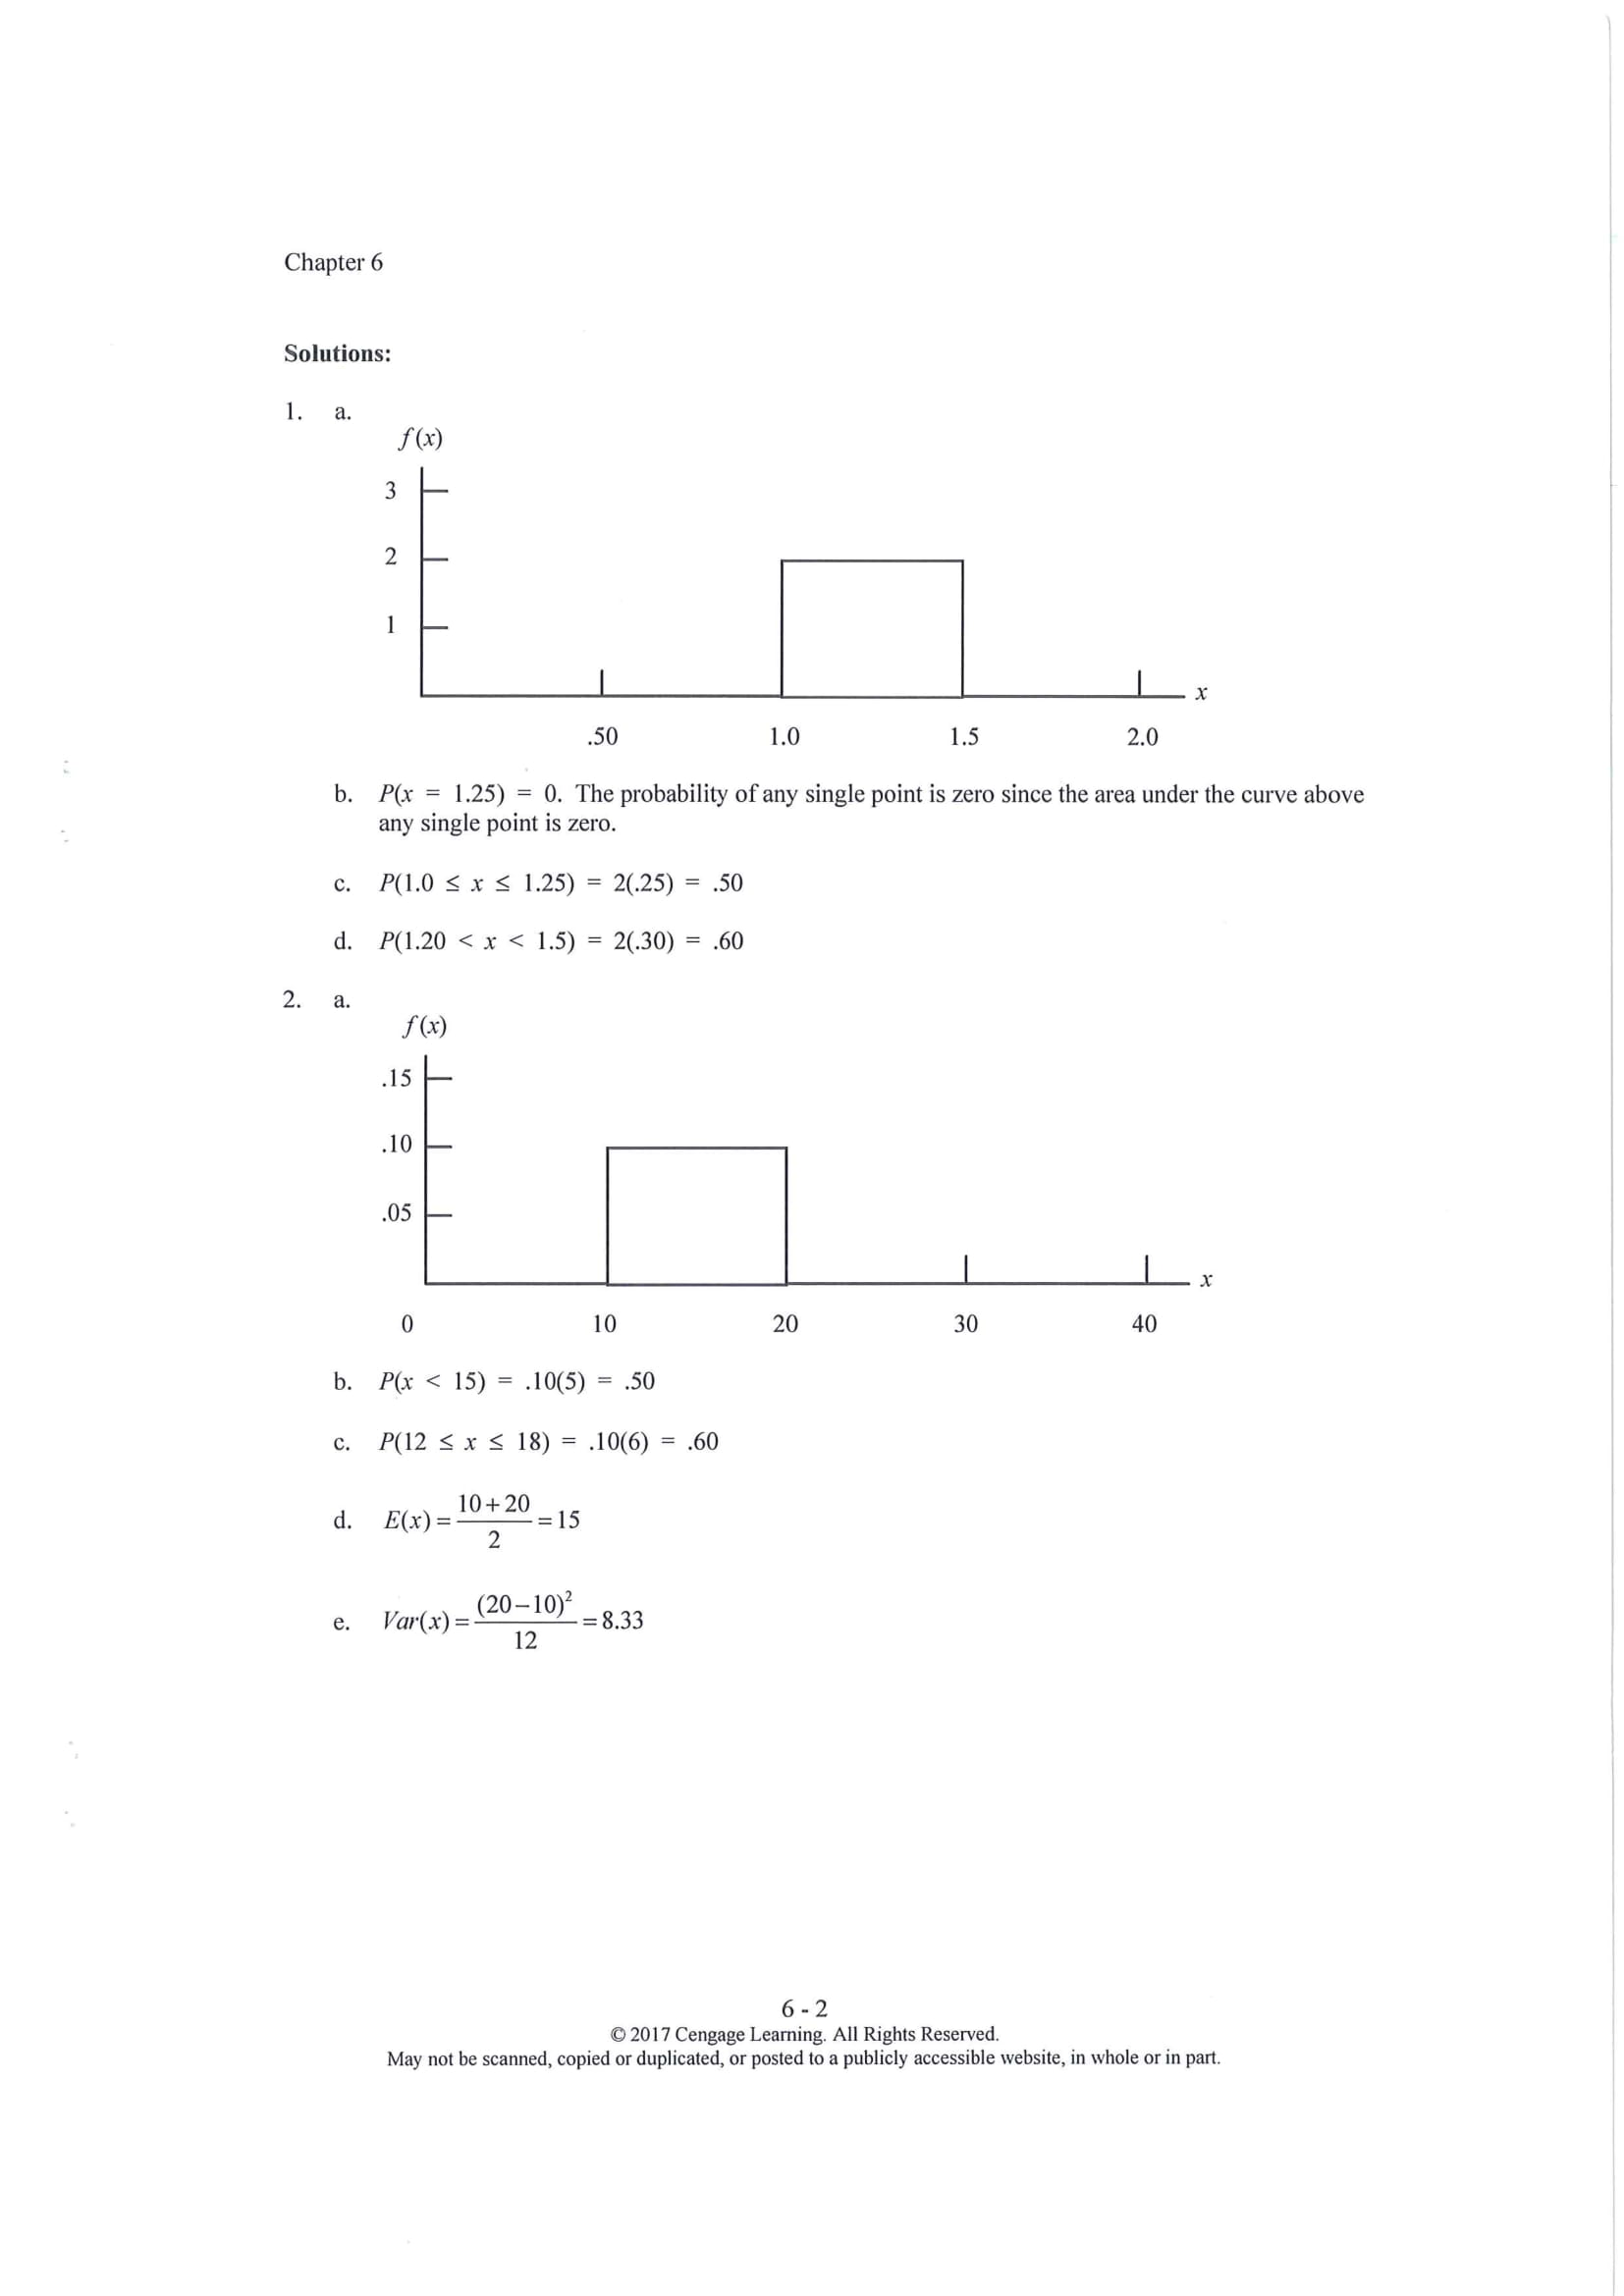 Chapter 6
Solutions:
1. a.
f(x)
3
2
1
x
.50 1.0 1.5 2.0
b. P(x = 1.25) = 0. The probability of any single point is zero since the area under the curve above
any single point is zero.
c. P(1.0 ≤ x ≤ 1.25) = 2(.25) = .50
d. P(1.20 < x < 1.5) = 2(.30) = .60
2. a.
f(x)
.15
.10
.05
x
0 10 20 30 40
b. P(x < 15) = .10(5) = .50
c. P(12 ≤ x ≤ 18) = .10(6) = .60
d. E(x) = (10+20)/2 = 15
e. Var(x) = (20–10)²/12 = 8.33
6 - 2
© 2017 Cengage Learning. All Rights Reserved.
May not be scanned, copied or duplicated, or posted to a publicly accessible website, in whole or in part.